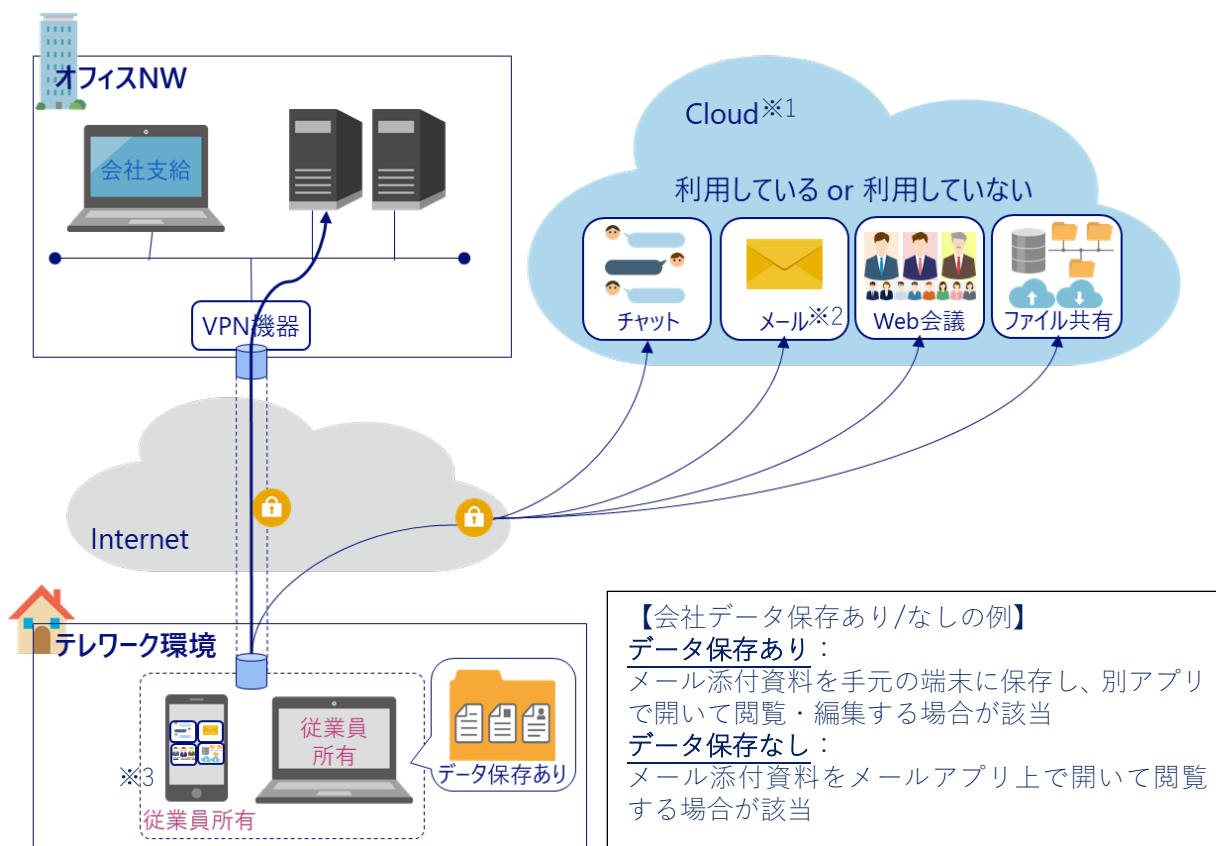 オフィスNW
会社支給
VPN機器
Cloud※1
利用している or 利用していない
チャット
メール※2
Web会議
ファイル共有
Internet
テレワーク環境
従業員
所有
※3
従業員所有
データ保存あり
【会社データ保存あり/なしの例】
データ保存あり：
メール添付資料を手元の端末に保存し、別アプリ
で開いて閲覧・編集する場合が該当
データ保存なし：
メール添付資料をメールアプリ上で開いて閲覧
する場合が該当